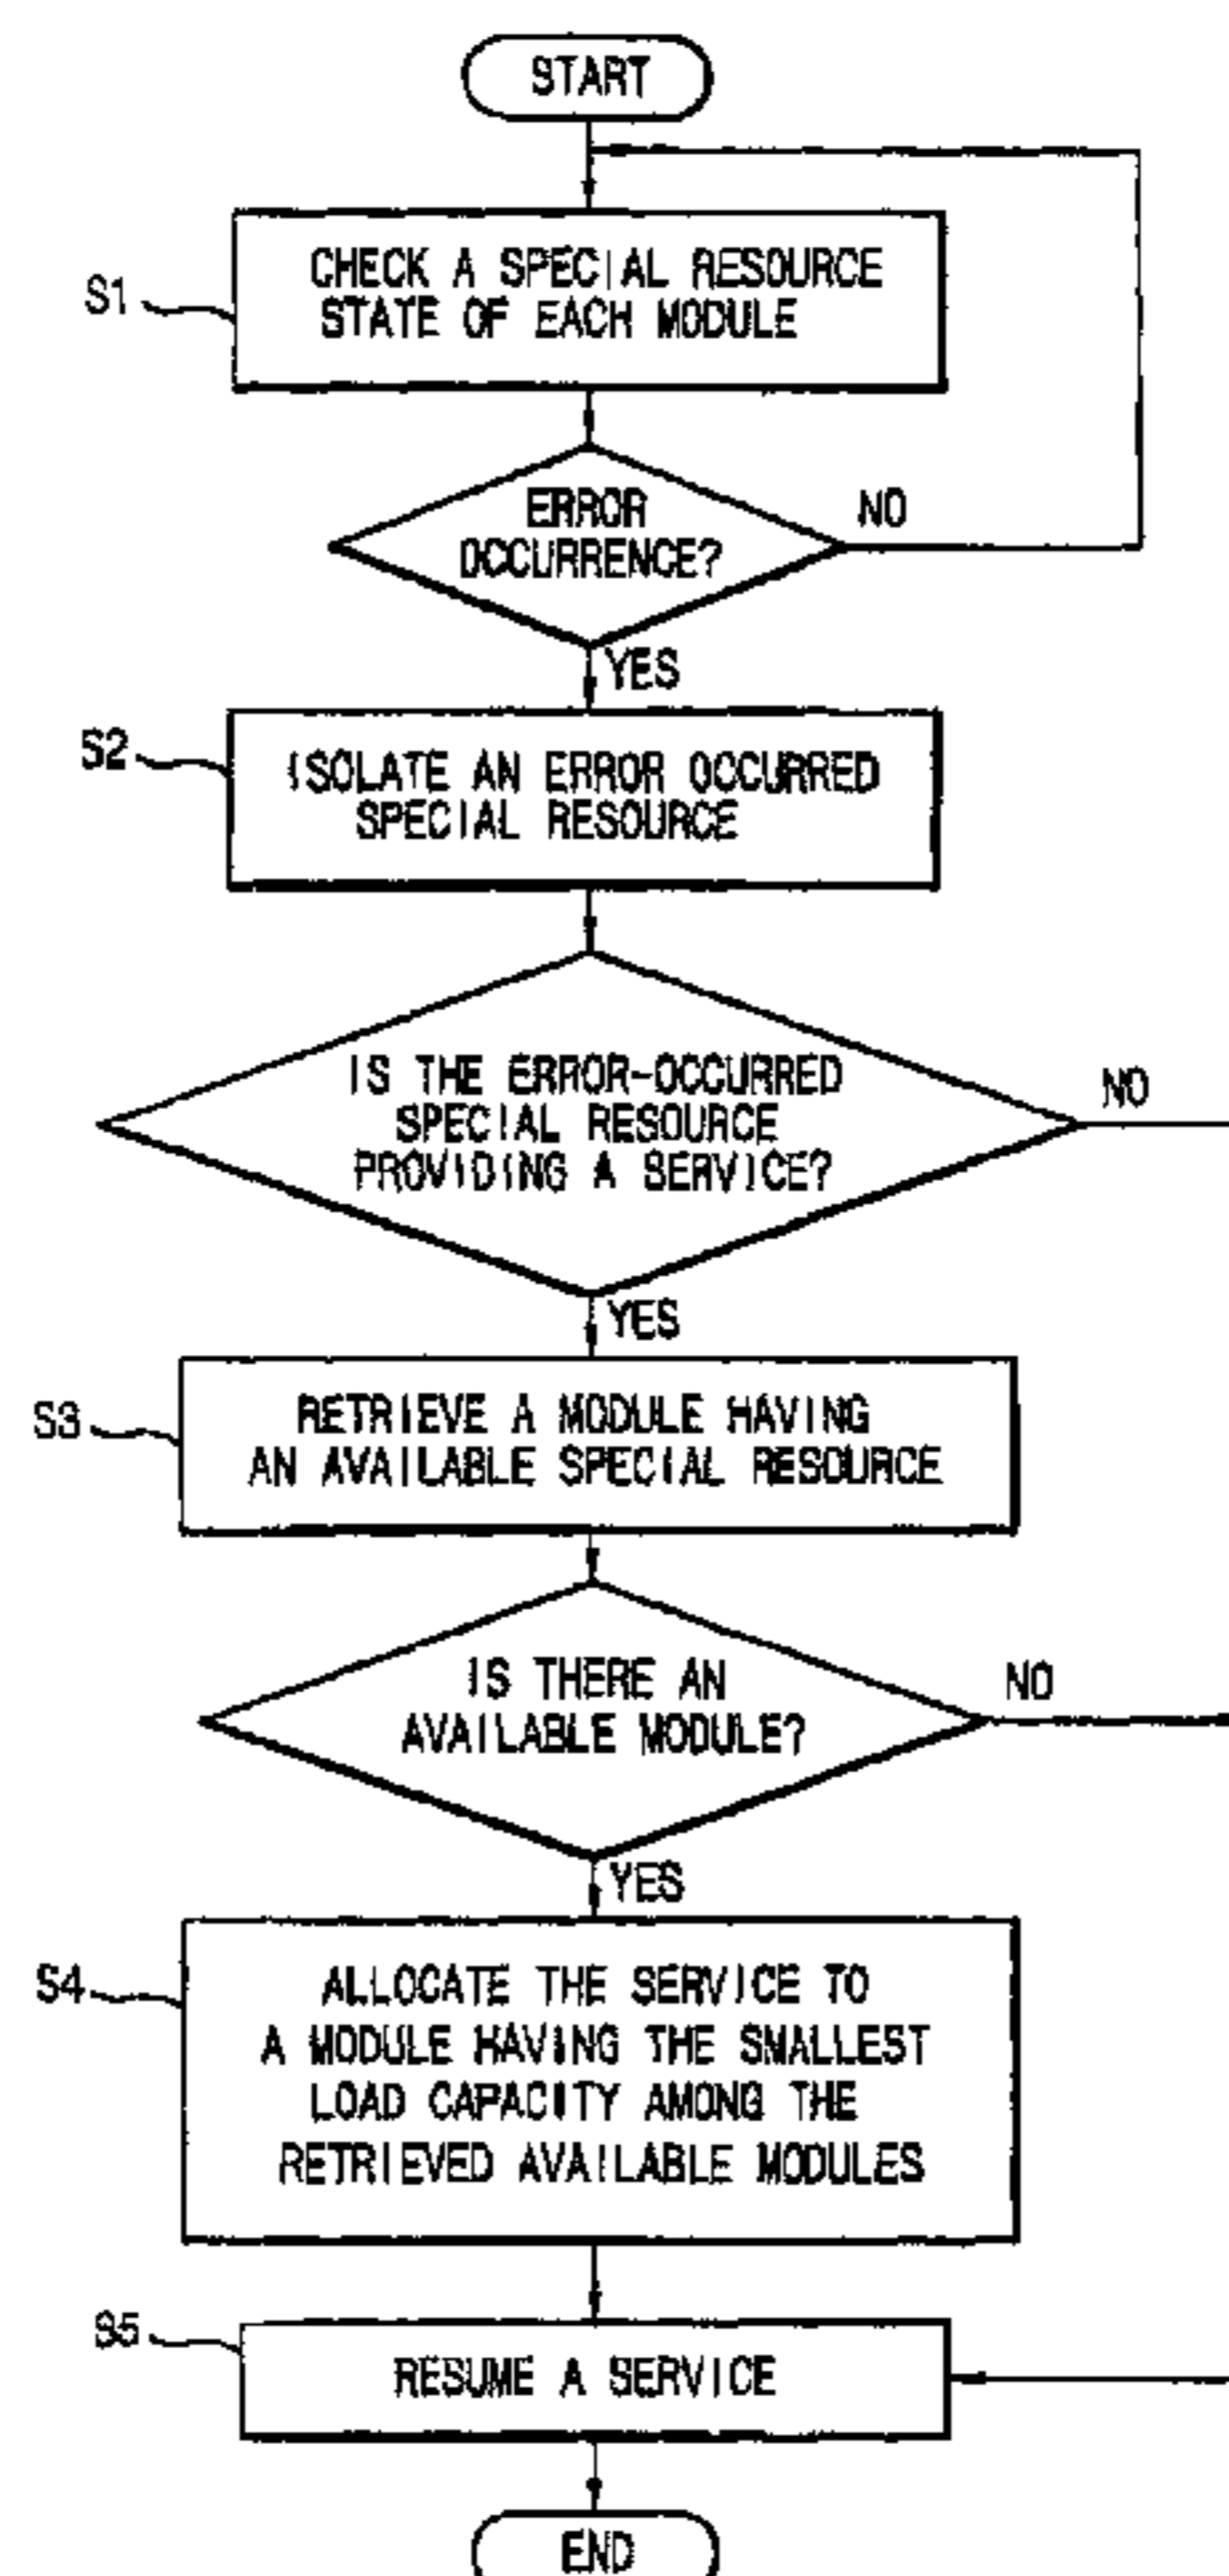 START
CHECK A SPECIAL RESOURCE
STATE OF EACH MODULE
S1
ERROR
OCCURRENCE?
NO
YES
S2
ISOLATE AN ERROR OCCURRED
SPECIAL RESOURCE
IS THE ERROR-OCCURRED
SPECIAL RESOURCE
PROVIDING A SERVICE?
NO
YES
S3
RETRIEVE A MODULE HAVING
AN AVAILABLE SPECIAL RESOURCE
IS THERE AN
AVAILABLE MODULE?
NO
YES
S4
ALLOCATE THE SERVICE TO
A MODULE HAVING THE SMALLEST
LOAD CAPACITY AMONG THE
RETRIEVED AVAILABLE MODULES
S5
RESUME A SERVICE
END